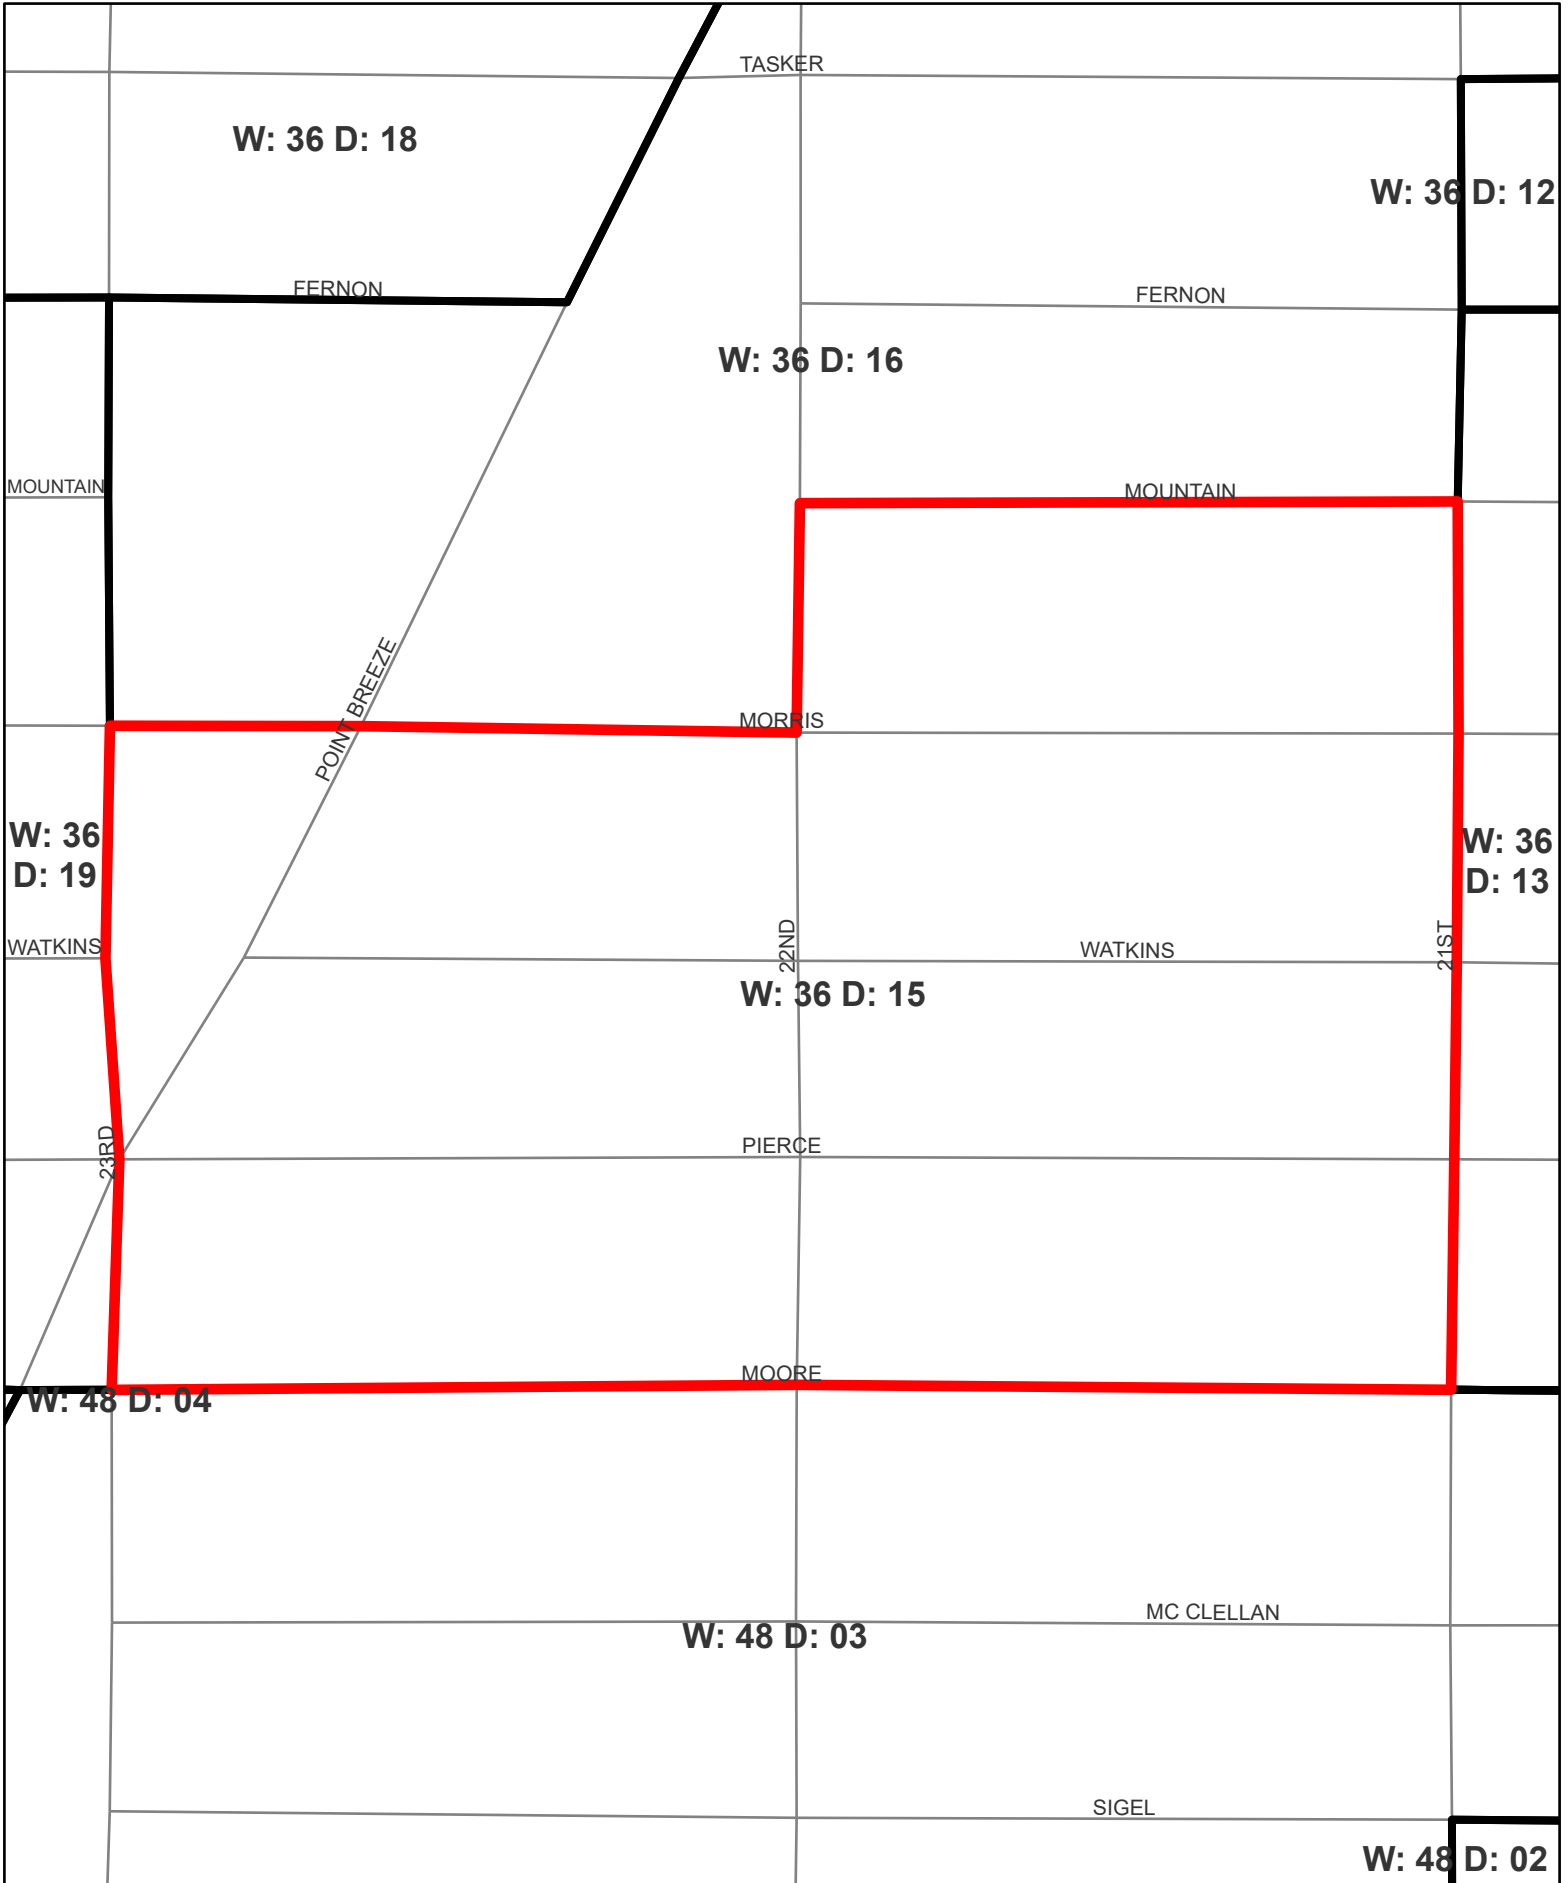 TASKER
W: 36 D: 18
W: 36 D: 12
FERNON
FERNON
W: 36 D: 16
MOUNTAIN
MOUNTAIN
POINT BREEZE
MORRIS
W: 36
D: 19
W: 36
D: 13
WATKINS
22ND
WATKINS
21ST
W: 36 D: 15
23RD
PIERCE
MOORE
W: 48 D: 04
MC CLELLAN
W: 48 D: 03
SIGEL
W: 48 D: 02